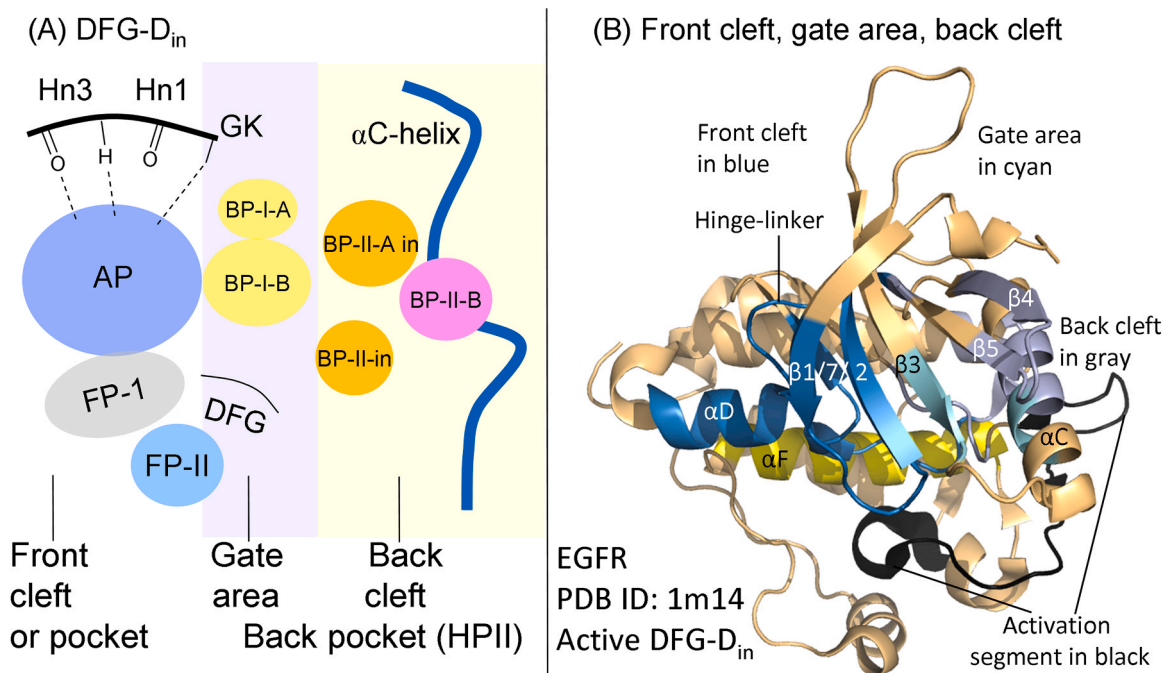 (A) DFG-Din
Hn3
Hn1
GK
O
H
O
αC-helix
BP-I-A
BP-I-B
AP
BP-II-A in
BP-II-B
BP-II-in
FP-1
DFG
FP-II
Front
cleft
or pocket
Gate
area
Back
cleft
Back pocket (HPII)
(B) Front cleft, gate area, back cleft
Front cleft
in blue
Gate area
in cyan
Hinge-linker
β4
Back cleft
in gray
β5
β3
β1/7/2
αD
αC
αF
EGFR
PDB ID: 1m14
Active DFG-Din
Activation
segment in black